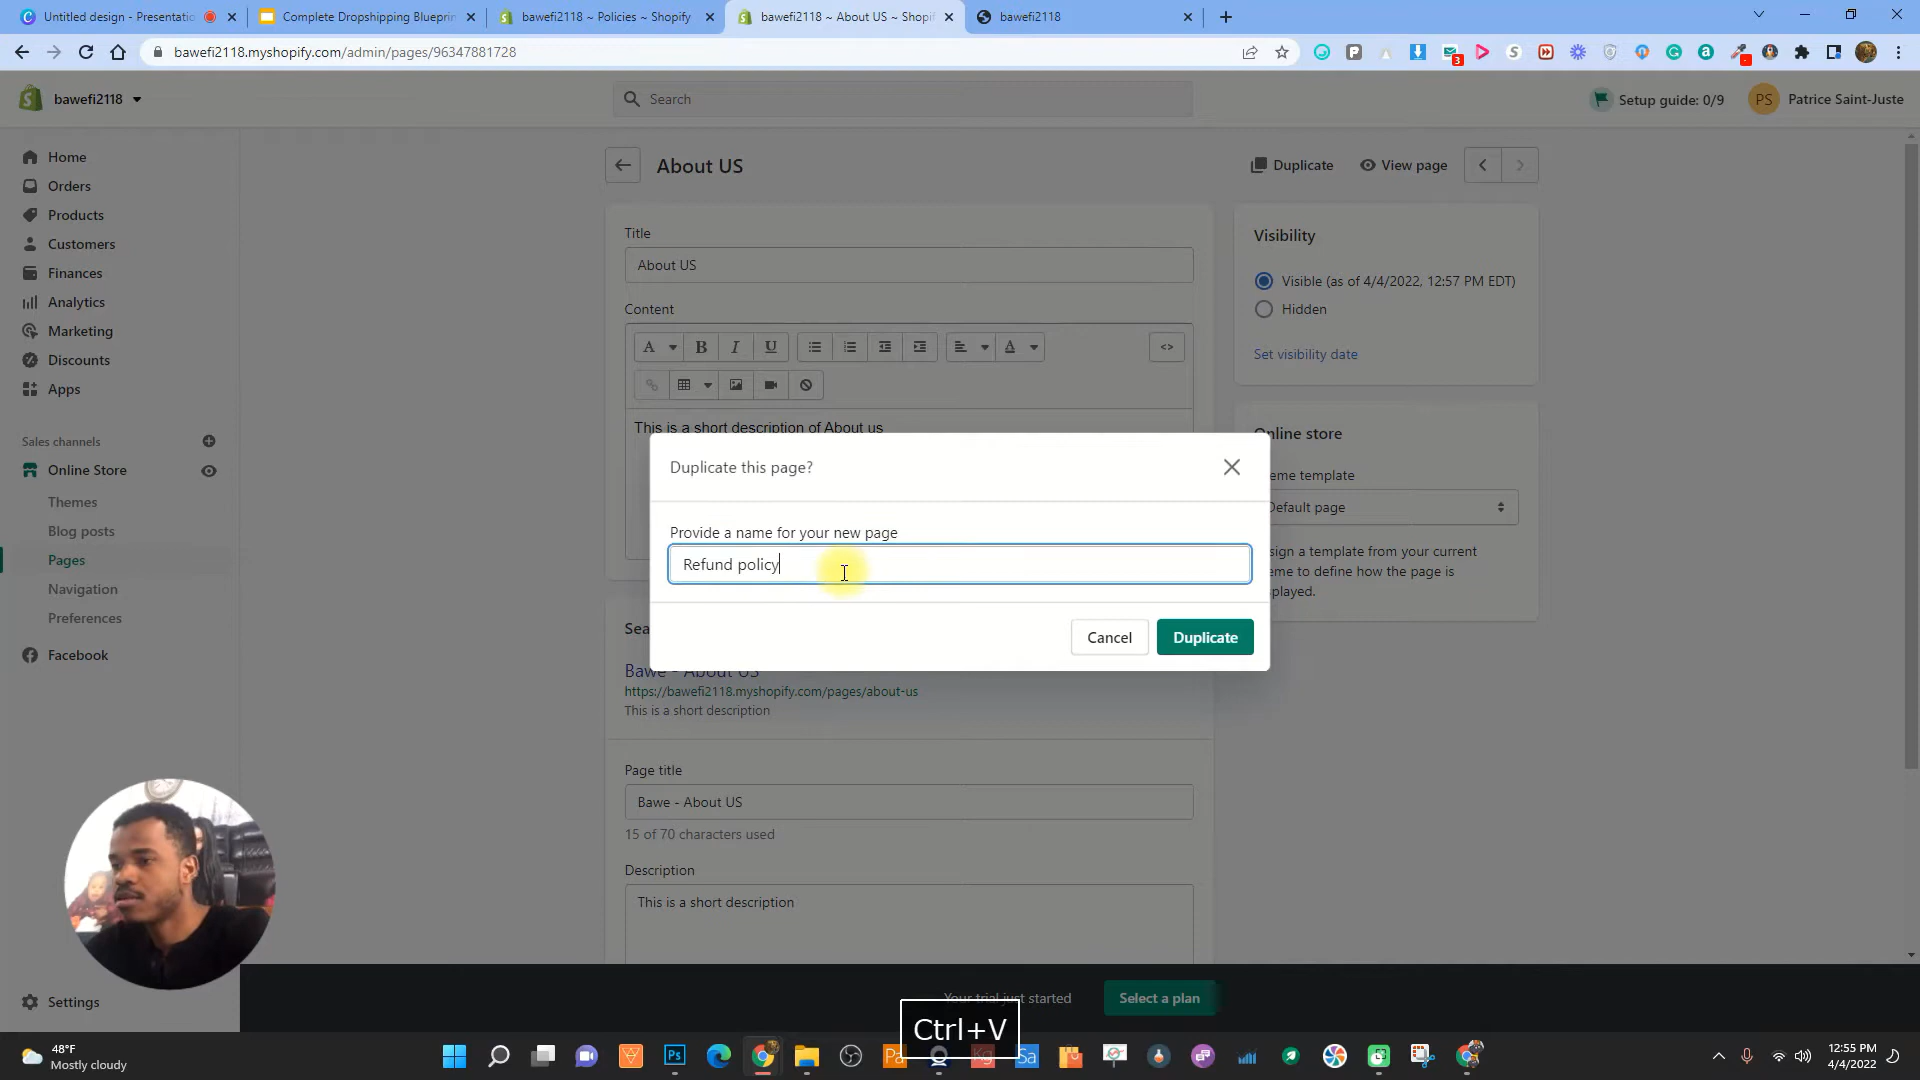 Untitled design - Presentatio
Complete Dropshipping Blueprin
bawefi2118 ~ Policies ~ Shopify
bawefi2118 ~ About US ~ Shopif
bawefi2118
bawefi2118.myshopify.com/admin/pages/96347881728
bawefi2118
Search
Setup guide: 0/9
PS
Patrice Saint-Juste
Home
Orders
Products
Customers
Finances
Analytics
Marketing
Discounts
Apps
Sales channels
Online Store
Themes
Blog posts
Pages
Navigation
Preferences
Facebook
Settings
About US
Duplicate
View page
Title
About US
Content
A
B
I
U
A
<>
This is a short description of About us
Visibility
Visible (as of 4/4/2022, 12:57 PM EDT)
Hidden
Set visibility date
Online store
eme template
Default page
sign a template from your current
eme to define how the page is
splayed.
Duplicate this page?
Provide a name for your new page
Refund policy
Cancel
Duplicate
Sea
Bawe - About US
https://bawefi2118.myshopify.com/pages/about-us
This is a short description
Page title
Bawe - About US
15 of 70 characters used
Description
This is a short description
Your trial just started
Select a plan
Ctrl+V
48°F
Mostly cloudy
12:55 PM
4/4/2022